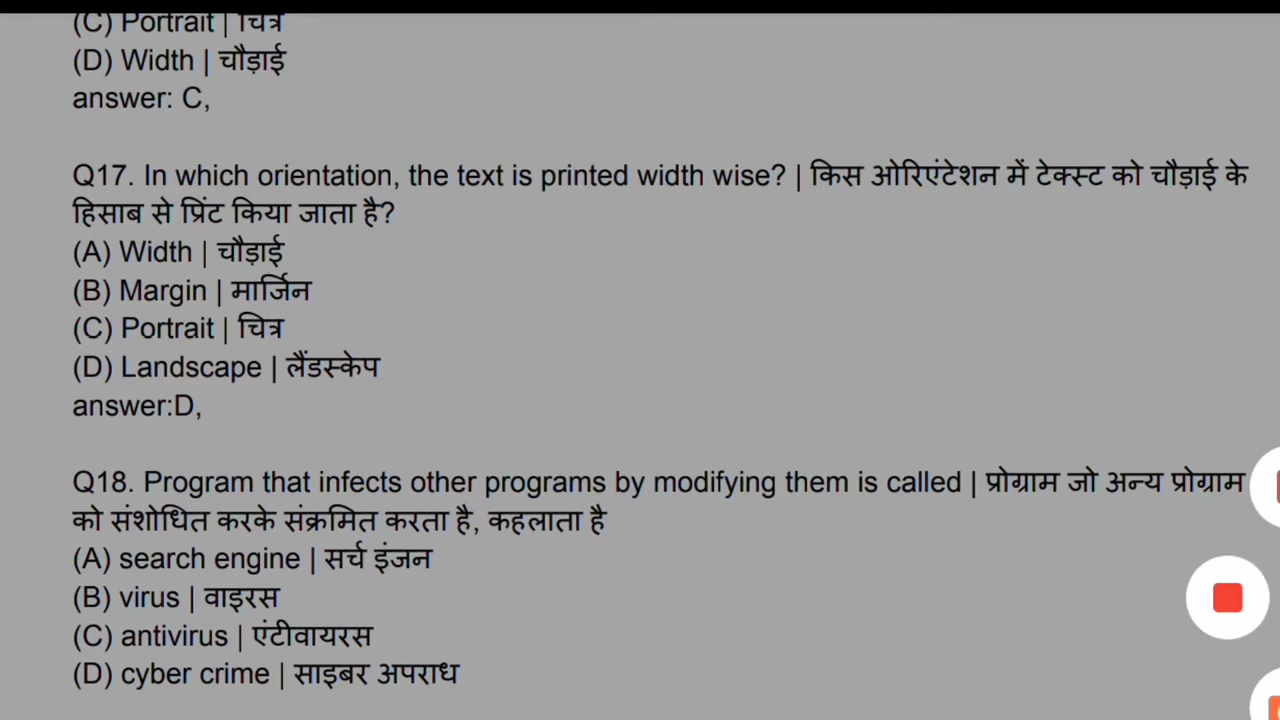 (C) Portrait | चित्र
(D) Width | चौड़ाई
answer: C,
Q17. In which orientation, the text is printed width wise? | किस ओरिएंटेशन में टेक्स्ट को चौड़ाई के
हिसाब से प्रिंट किया जाता है?
(A) Width | चौड़ाई
(B) Margin | मार्जिन
(C) Portrait | चित्र
(D) Landscape | लैंडस्केप
answer:D,
Q18. Program that infects other programs by modifying them is called | प्रोग्राम जो अन्य प्रोग्राम
को संशोधित करके संक्रमित करता है, कहलाता है
(A) search engine | सर्च इंजन
(B) virus | वाइरस
(C) antivirus | एंटीवायरस
(D) cyber crime | साइबर अपराध